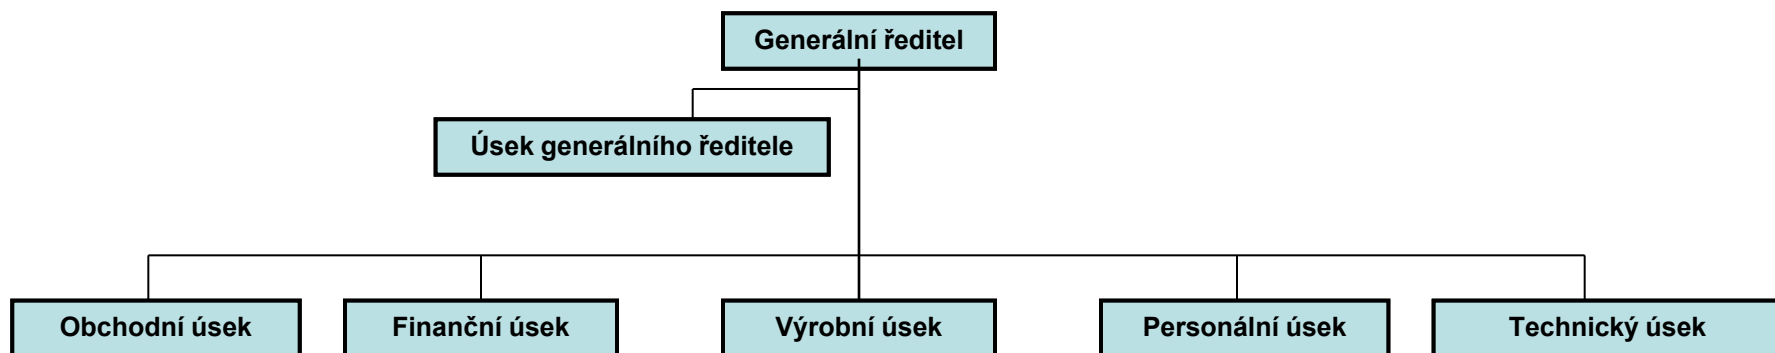 Generální ředitel
Úsek generálního ředitele
Obchodní úsek
Finanční úsek
Výrobní úsek
Personální úsek
Technický úsek